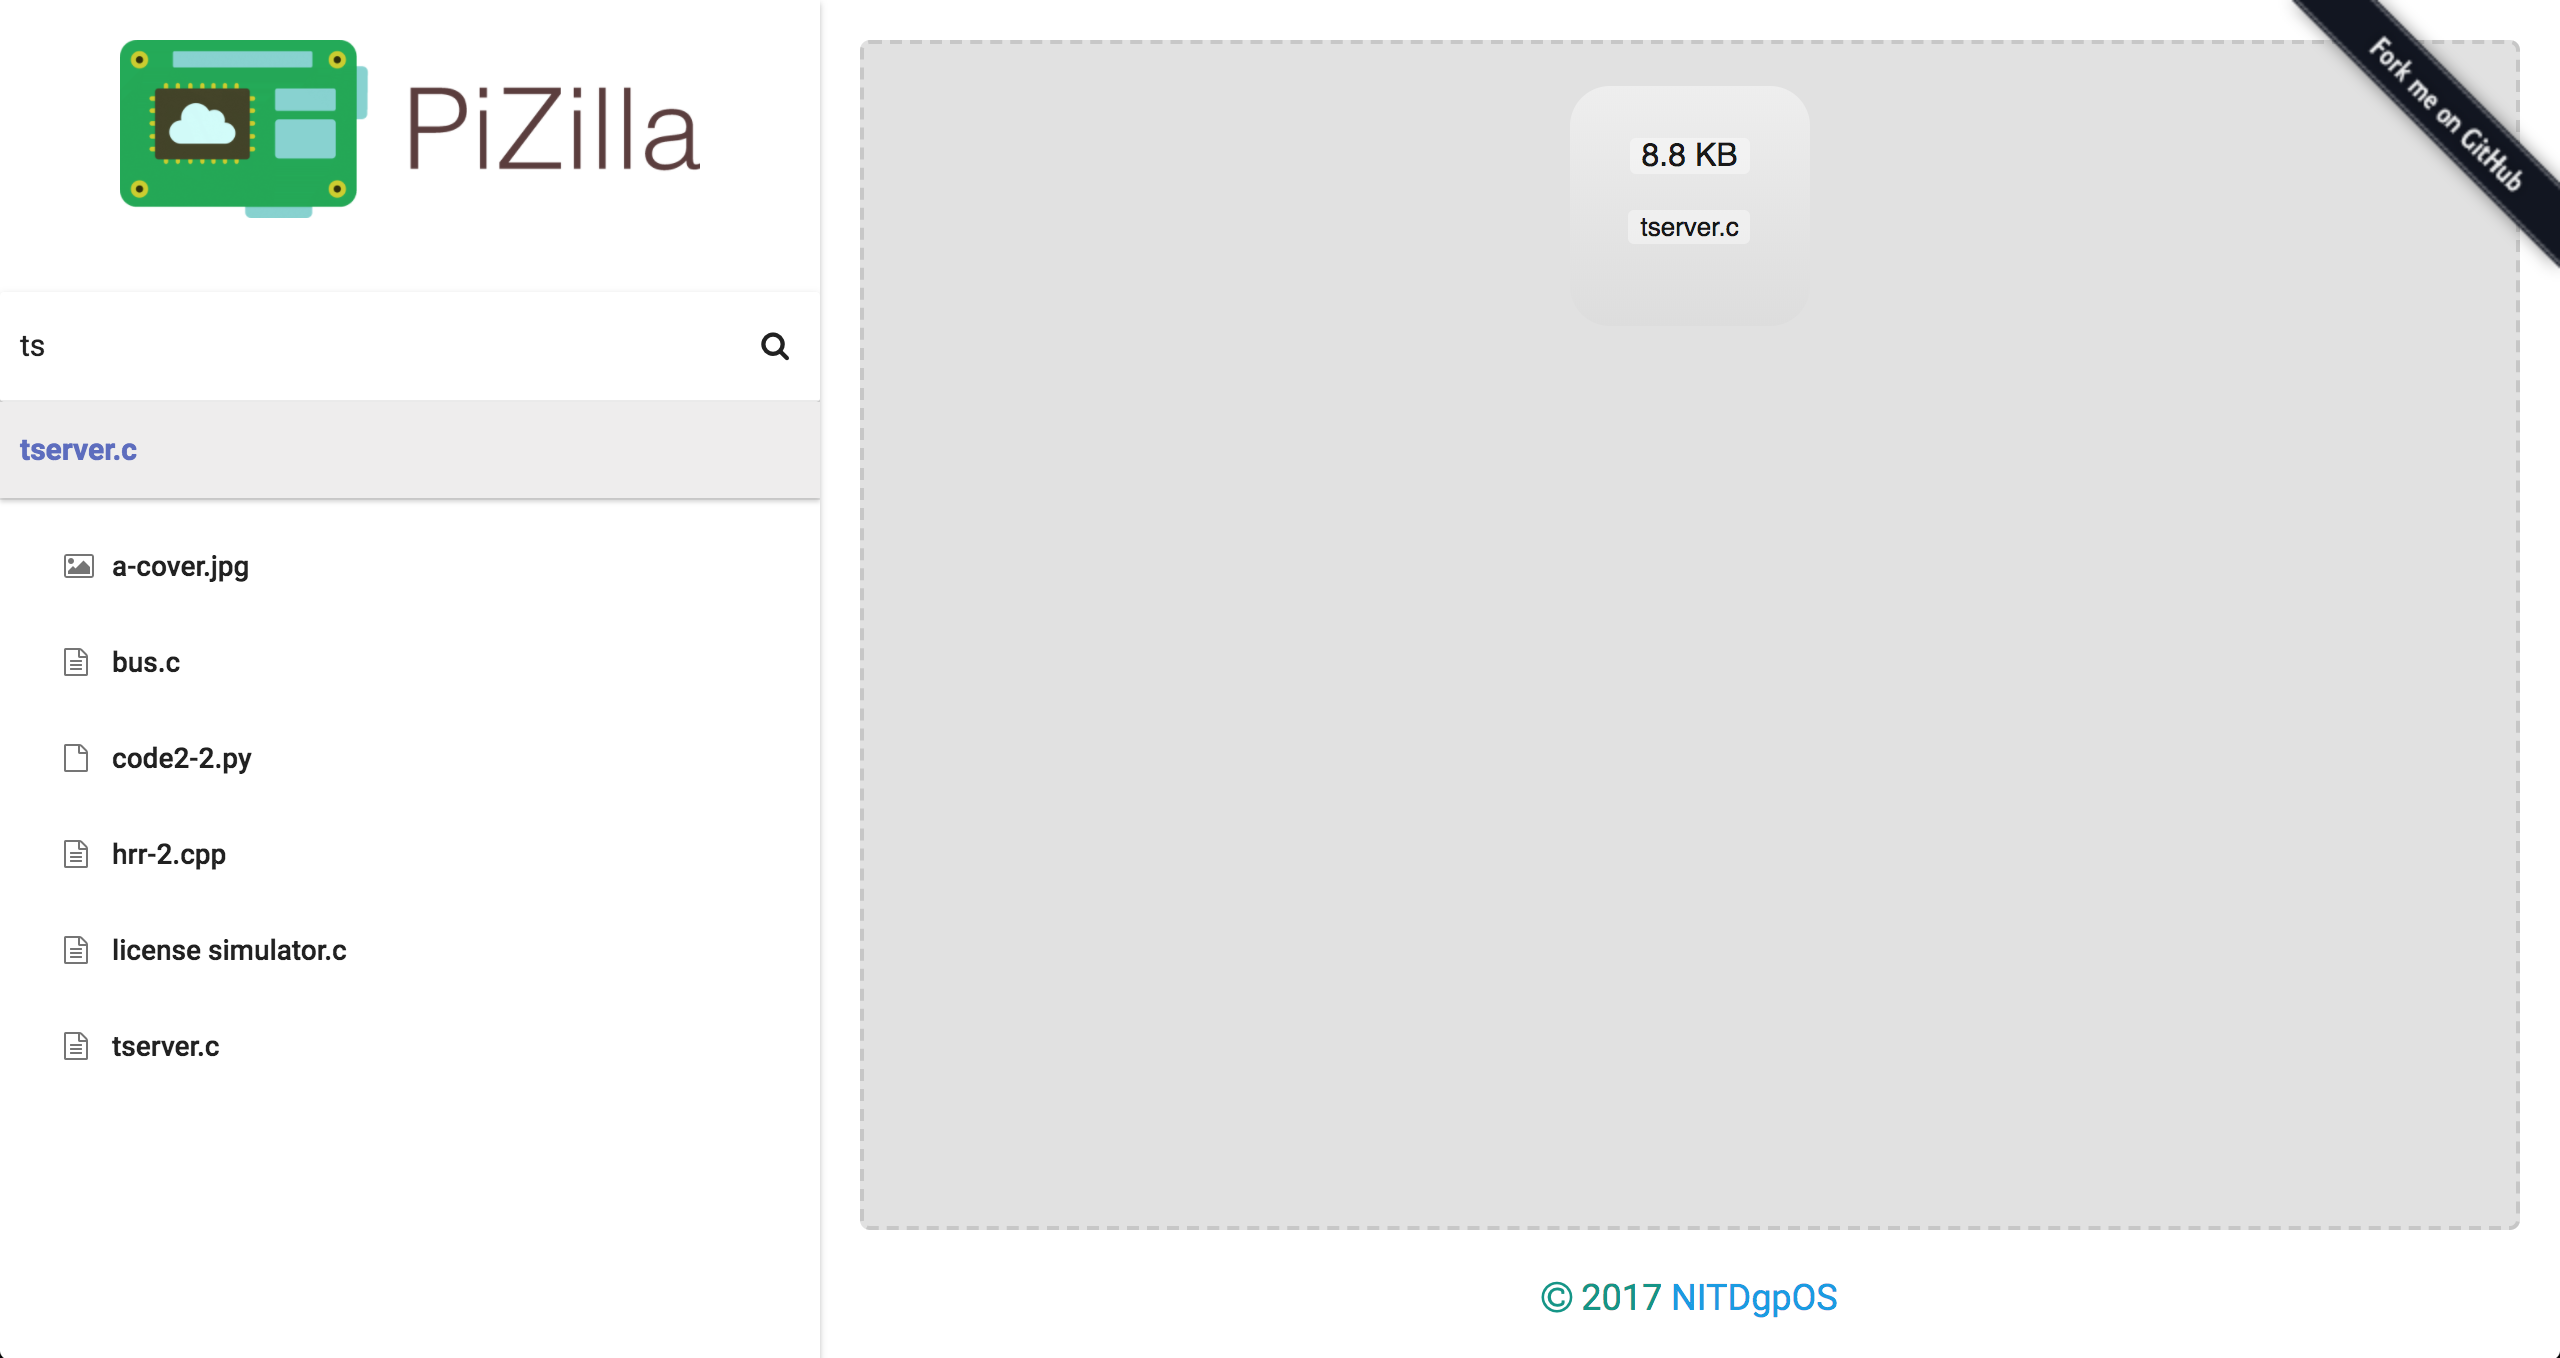 PiZilla
ts
tserver.c
a-cover.jpg
bus.c
code2-2.py
hrr-2.cpp
license simulator.c
tserver.c
8.8 KB
tserver.c
Fork me on GitHub
© 2017 NITDgpOS